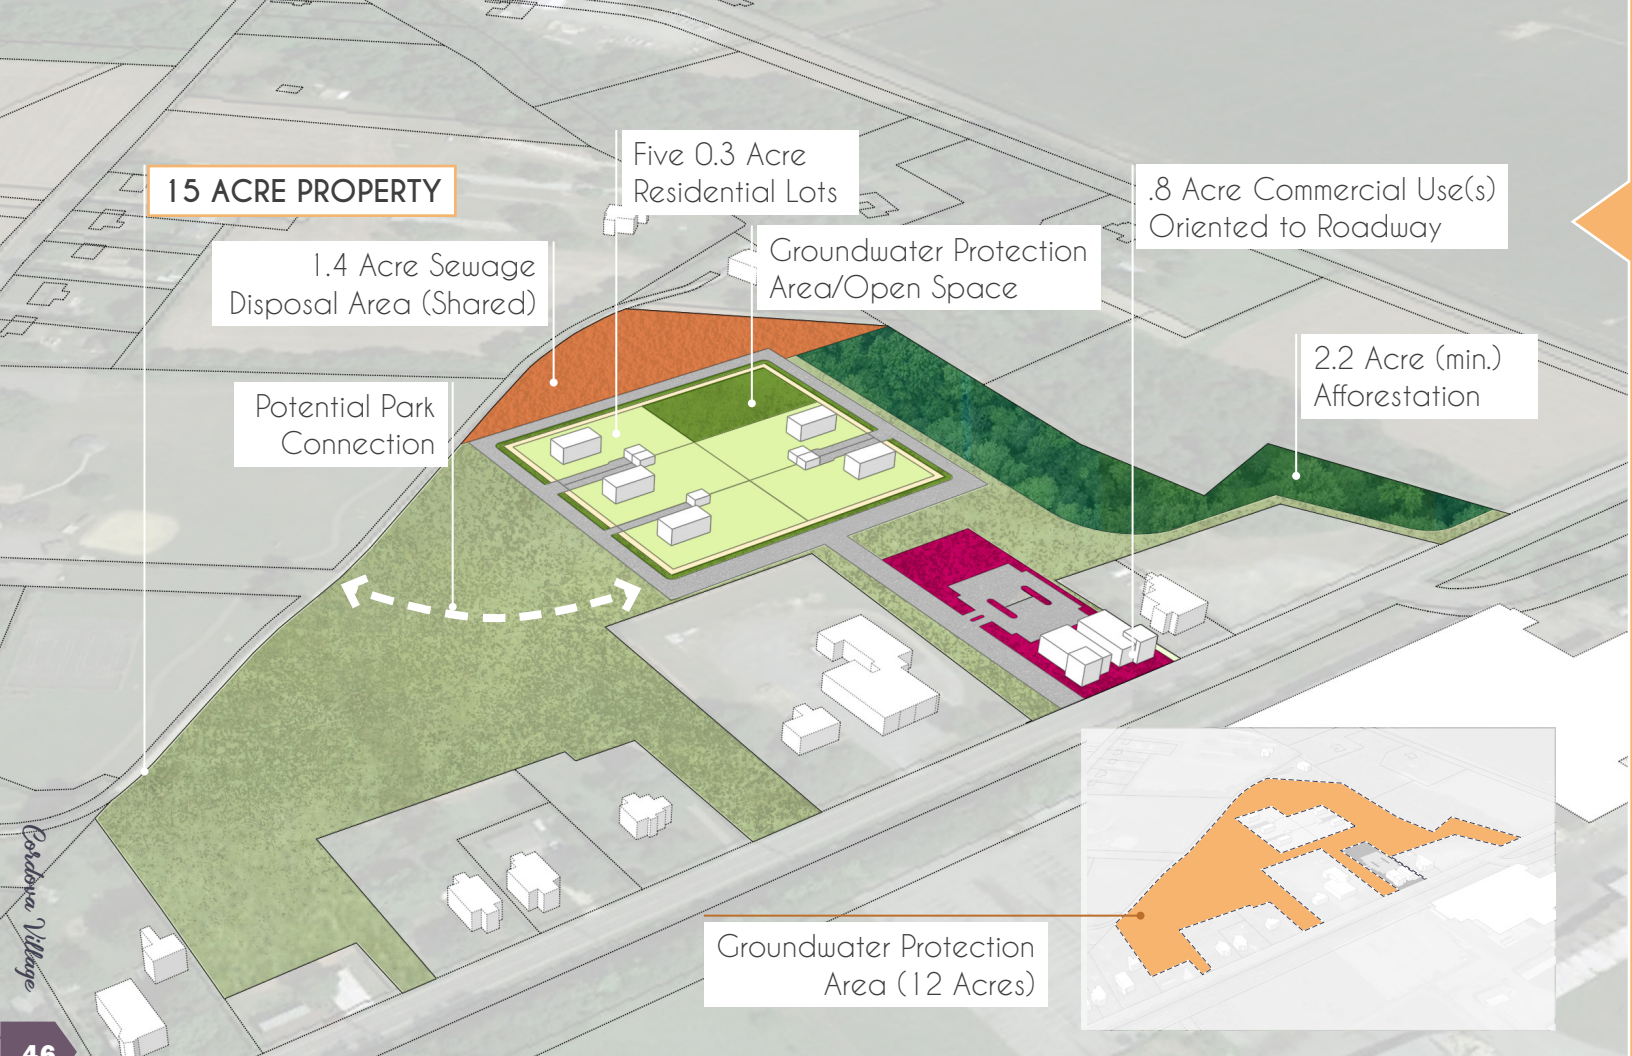 Five 0.3 Acre
Residential Lots
15 ACRE PROPERTY
.8 Acre Commercial Use(s)
Oriented to Roadway
1.4 Acre Sewage
Disposal Area (Shared)
Groundwater Protection
Area/Open Space
2.2 Acre (min.)
Afforestation
Potential Park
Connection
Groundwater Protection
Area (12 Acres)
Cordova Village
46